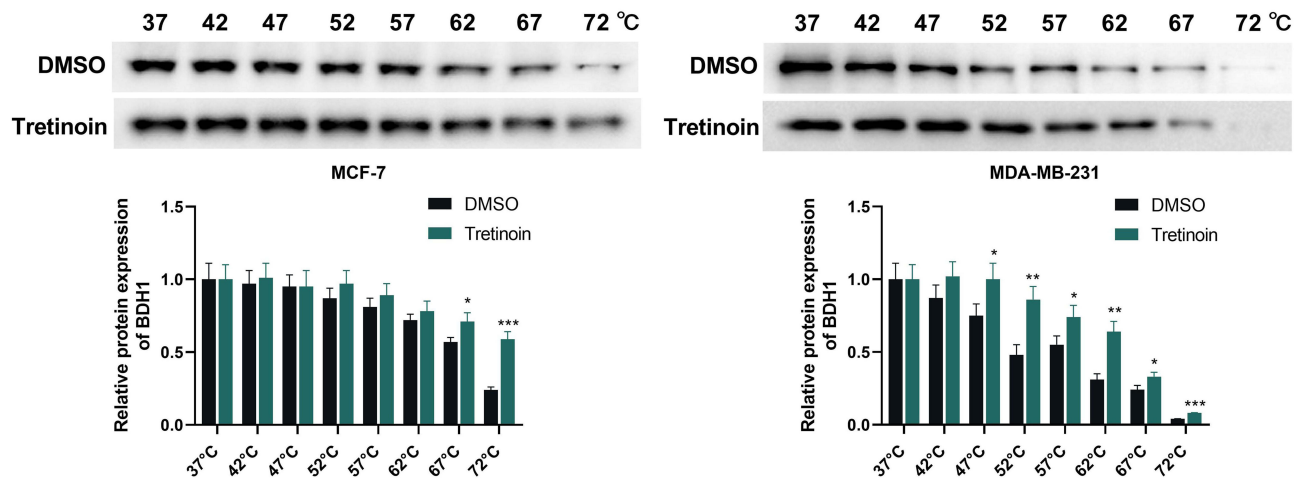 37 42 47 52 57 62 67 72 °C
DMSO
Tretinoin
MCF-7
DMSO
Tretinoin
Relative protein expression
of BDH1
1.5
1.0
0.5
0.0
*
***
37°C 42°C 47°C 52°C 57°C 62°C 67°C 72°C
37 42 47 52 57 62 67 72 °C
DMSO
Tretinoin
MDA-MB-231
DMSO
Tretinoin
Relative protein expression
of BDH1
1.5
1.0
0.5
0.0
*
**
*
**
*
***
37°C 42°C 47°C 52°C 57°C 62°C 67°C 72°C